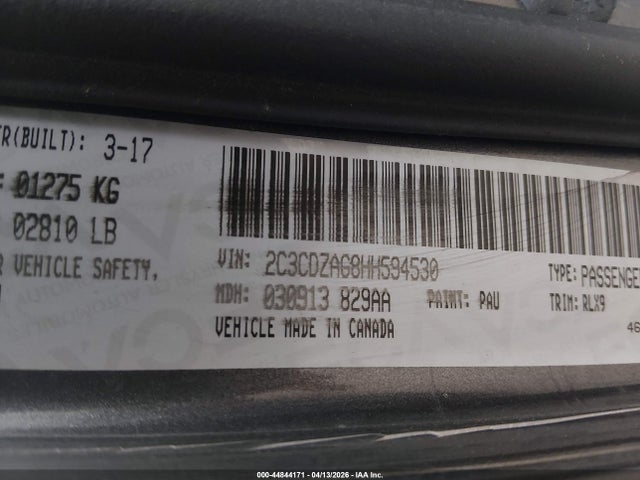 R(BUILT): 3-17
01275 KG
02810 LB
R VEHICLE SAFETY,
VIN: 2C3CDZAG8HH594530
MDH: 030913 829AA PAINT: PAU
VEHICLE MADE IN CANADA
TYPE: PASSENGE
TRIM: RLX9
46
000-44844171 - 04/13/2026 - IAA Inc.